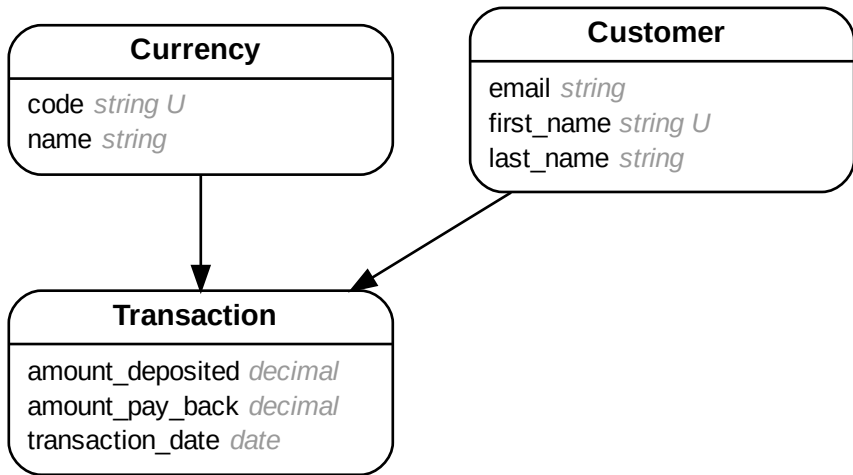 Currency
code string U
name string
Customer
email string
first_name string U
last_name string
Transaction
amount_deposited decimal
amount_pay_back decimal
transaction_date date